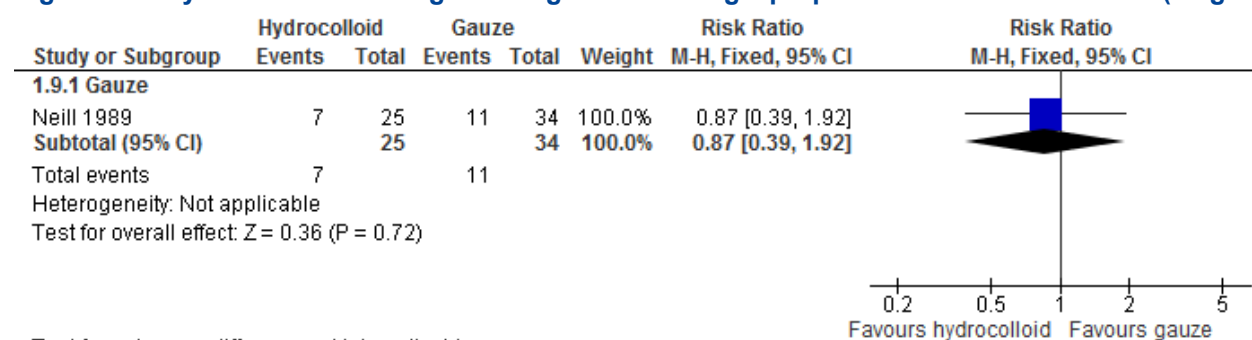 Hydrocolloid Gauze Risk Ratio Risk Ratio
Study or Subgroup Events Total Events Total Weight M-H, Fixed, 95% CI M-H, Fixed, 95% CI
1.9.1 Gauze
Neill 1989 7 25 11 34 100.0% 0.87 [0.39, 1.92]
Subtotal (95% CI) 25 34 100.0% 0.87 [0.39, 1.92]
Total events 7 11
Heterogeneity: Not applicable
Test for overall effect: Z = 0.36 (P = 0.72)
0.2 0.5 1 2 5
Favours hydrocolloid Favours gauze